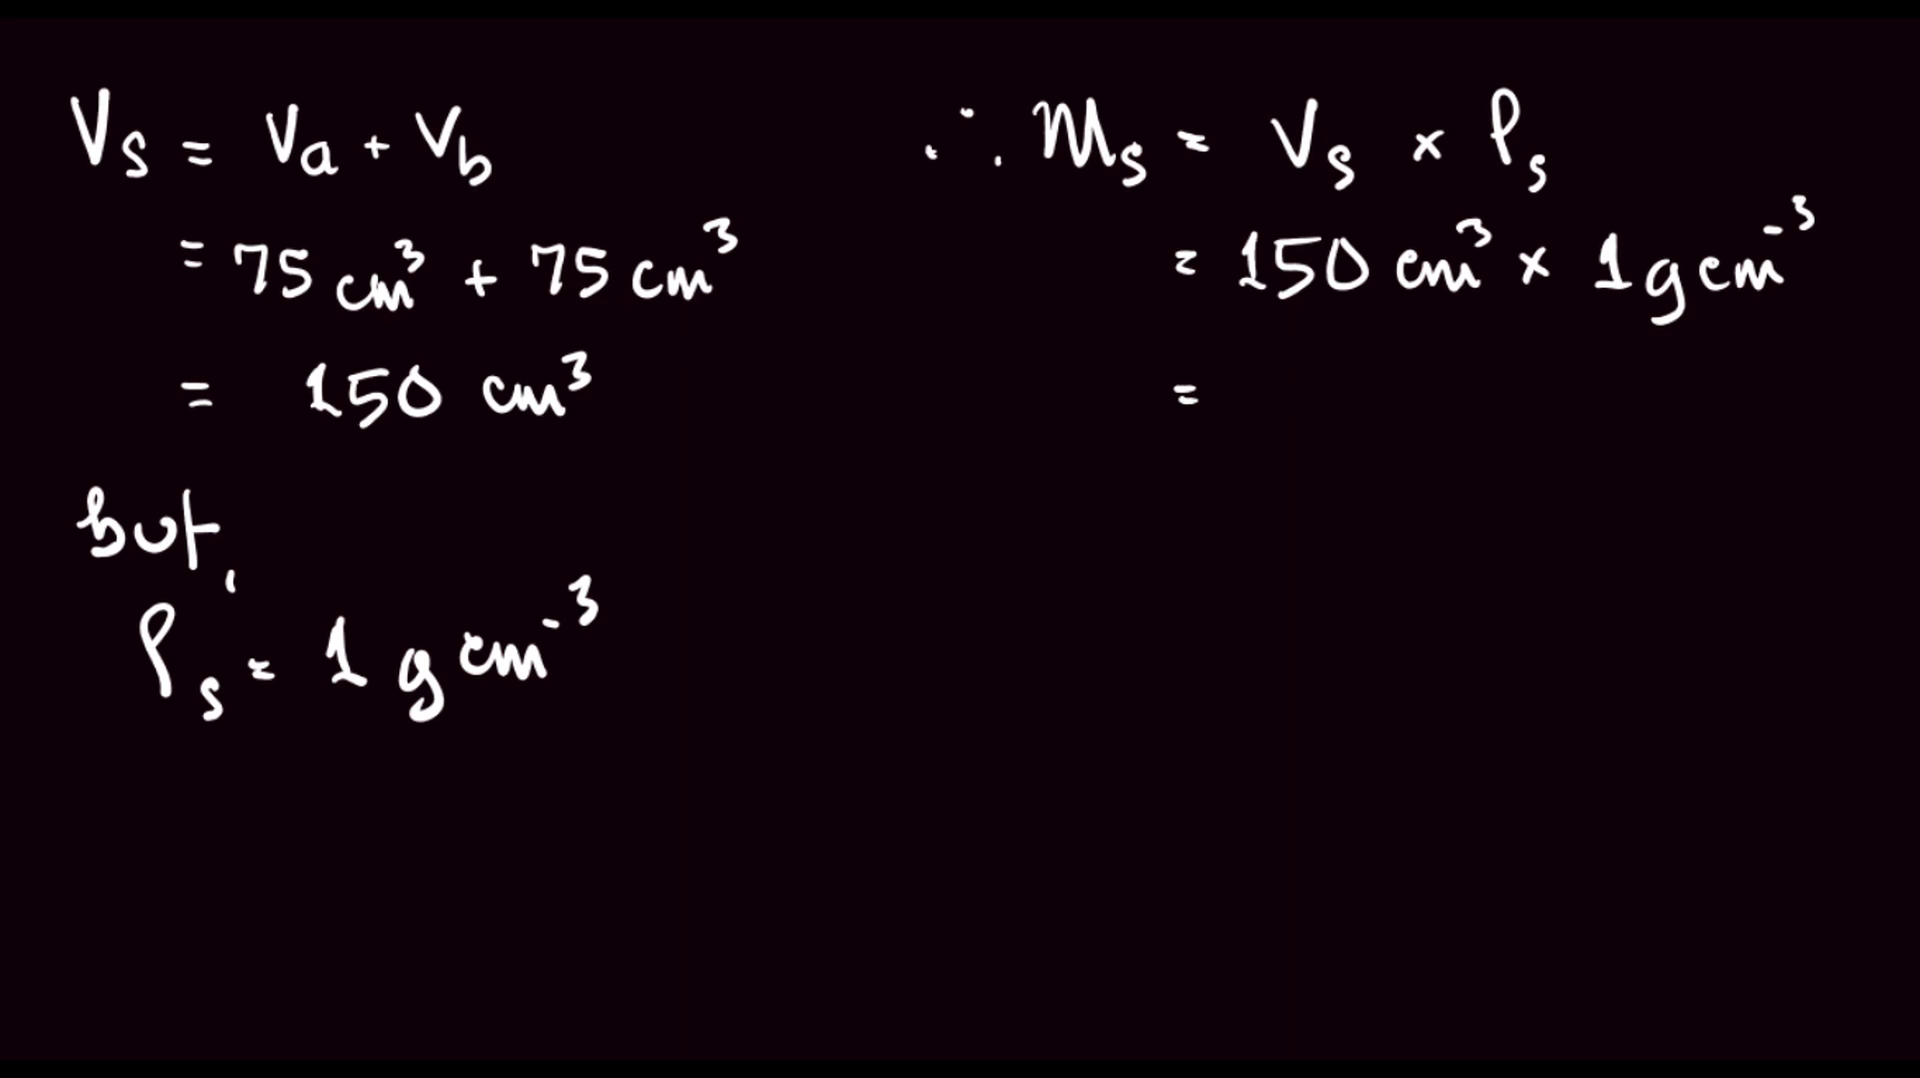 Vₛ = Vₐ + V_b
= 75 cm³ + 75 cm³
= 150 cm³
but,
ρₛ = 1 g cm⁻³
∴ Mₛ = Vₛ × ρₛ
= 150 cm³ × 1 g cm⁻³
=